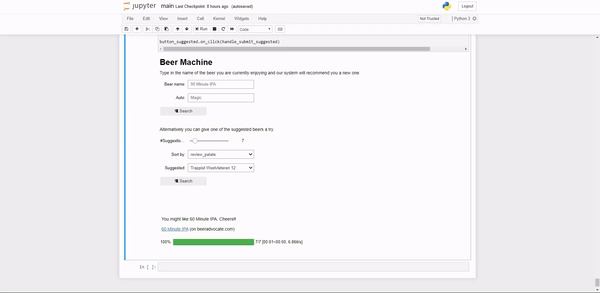 jupyter main Last Checkpoint: 8 hours ago (autosaved)
Logout
File Edit View Insert Cell Kernel Widgets Help
Not Trusted
Python 3
Run
Code
button_suggested.on_click(handle_submit_suggested)
Beer Machine
Type in the name of the beer you are currently enjoying and our system will recommend you a new one.
Beer name:
Minute IPA
Auto:
Magic
Search
Alternatively you can give one of the suggested beers a try.
#Suggestio...
7
Sort by:
review_palate
Suggested:
Trappist Westvleteren 12
Search
You might like 60 Minute IPA, Cheers!!
60 Minute IPA (on beeradvocate.com)
100%
7/7 [00:01<00:00,
In [ ]: